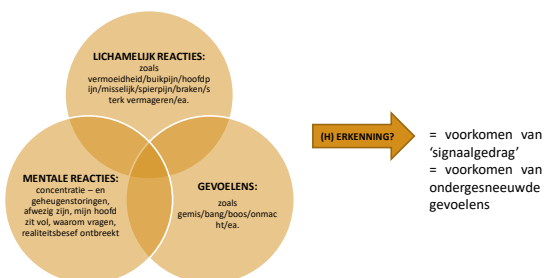 LICHAMELIJK REACTIES:
zoals
vermoeidheid/buikpijn/hoofdp
ijn/misselijk/spierpijn/braken/s
terk vermageren/ea.
MENTALE REACTIES:
concentratie – en
geheugenstoringen,
afwezig zijn, mijn hoofd
zit vol, waarom vragen,
realiteitsbesef ontbreekt
GEVOELENS:
zoals
gemis/bang/boos/onmac
ht/ea.
(H) ERKENNING?
= voorkomen van
‘signaalgedrag’
= voorkomen van
ondergesneeuwde
gevoelens